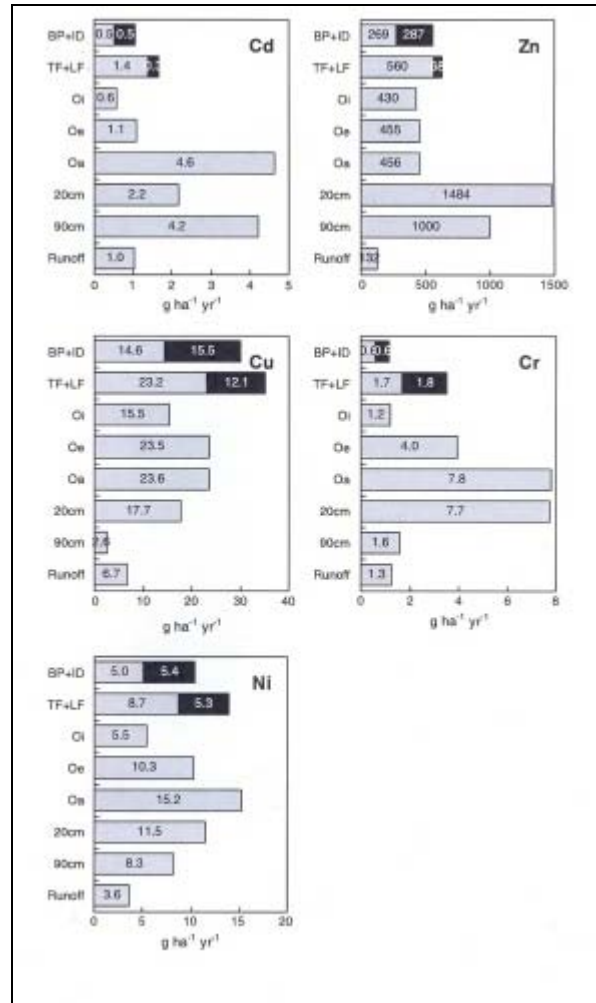 Cd
BP+ID 0.5 0.5
TF+LF 1.4
Oi 0.6
Oe 1.1
Oa 4.6
20cm 2.2
90cm 4.2
Runoff 1.0
0 1 2 3 4 5
g ha⁻¹ yr⁻¹
Zn
BP+ID 269 287
TF+LF 560
Oi 430
Oe 455
Oa 456
20cm 1484
90cm 1000
Runoff 132
0 500 1000 1500
g ha⁻¹ yr⁻¹
Cu
BP+ID 14.6 15.5
TF+LF 23.2 12.1
Oi 15.5
Oe 23.5
Oa 23.6
20cm 17.7
90cm 2.6
Runoff 6.7
0 10 20 30 40
g ha⁻¹ yr⁻¹
Cr
BP+ID 0.6 0.6
TF+LF 1.7 1.8
Oi 1.2
Oe 4.0
Oa 7.8
20cm 7.7
90cm 1.6
Runoff 1.3
0 2 4 6 8
g ha⁻¹ yr⁻¹
Ni
BP+ID 5.0 5.4
TF+LF 8.7 5.3
Oi 5.5
Oe 10.3
Oa 15.2
20cm 11.5
90cm 8.3
Runoff 3.6
0 5 10 15 20
g ha⁻¹ yr⁻¹